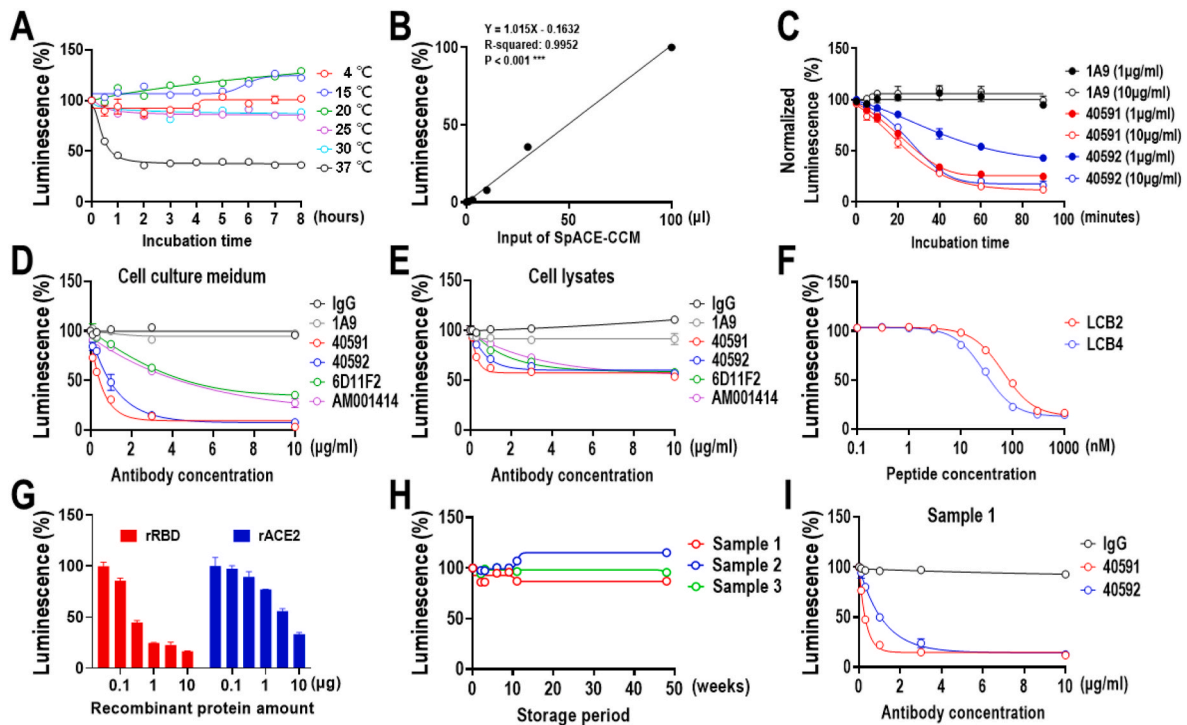 A
Luminescence (%)
150
100
50
0
0 1 2 3 4 5 6 7 8 (hours)
Incubation time
4 ℃
15 ℃
20 ℃
25 ℃
30 ℃
37 ℃
B
Y = 1.015X - 0.1632
R-squared: 0.9952
P < 0.001 ***
Luminescence (%)
100
50
0
50 100 (µl)
Input of SpACE-CCM
C
Normalized
Luminescence (%)
150
100
50
0
0 20 40 60 80 100 (minutes)
Incubation time
1A9 (1µg/ml)
1A9 (10µg/ml)
40591 (1µg/ml)
40591 (10µg/ml)
40592 (1µg/ml)
40592 (10µg/ml)
D
Cell culture meidum
Luminescence (%)
150
100
50
0
0 2 4 6 8 10 (µg/ml)
Antibody concentration
IgG
1A9
40591
40592
6D11F2
AM001414
E
Cell lysates
Luminescence (%)
150
100
50
0
0 2 4 6 8 10 (µg/ml)
Antibody concentration
IgG
1A9
40591
40592
6D11F2
AM001414
F
Luminescence (%)
150
100
50
0
0.1 1 10 100 1000 (nM)
Peptide concentration
LCB2
LCB4
G
Luminescence (%)
150
100
50
0
rRBD rACE2
0.1 1 10 0.1 1 10 (µg)
Recombinant protein amount
H
Luminescence (%)
150
100
50
0
0 10 20 30 40 50 (weeks)
Storage period
Sample 1
Sample 2
Sample 3
I
Sample 1
Luminescence (%)
150
100
50
0
0 2 4 6 8 10 (µg/ml)
Antibody concentration
IgG
40591
40592